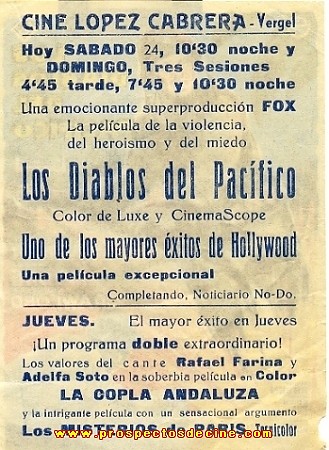 CINE LOPEZ CABRERA - Vergel
Hoy SABADO 24, 10'30 noche y
DOMINGO, Tres Sesiones
4'45 tarde, 7'45 y 10'30 noche
Una emocionante superproducción FOX
La película de la violencia,
del heroismo y del miedo
Los Diablos del Pacífico
Color de Luxe y CinemaScope
Uno de los mayores éxitos de Hollywood
Una película excepcional
Completando, Noticiario No-Do.
JUEVES. El mayor éxito en Jueves
¡Un programa doble extraordinario!
Los valores del cante Rafael Farina y
Adelfa Soto en la soberbia película en Color
LA COPLA ANDALUZA
y la intrigante película con un sensacional argumento
Los MISTERIOS de PARIS, Totalcolor
www.prospectosdecine.com